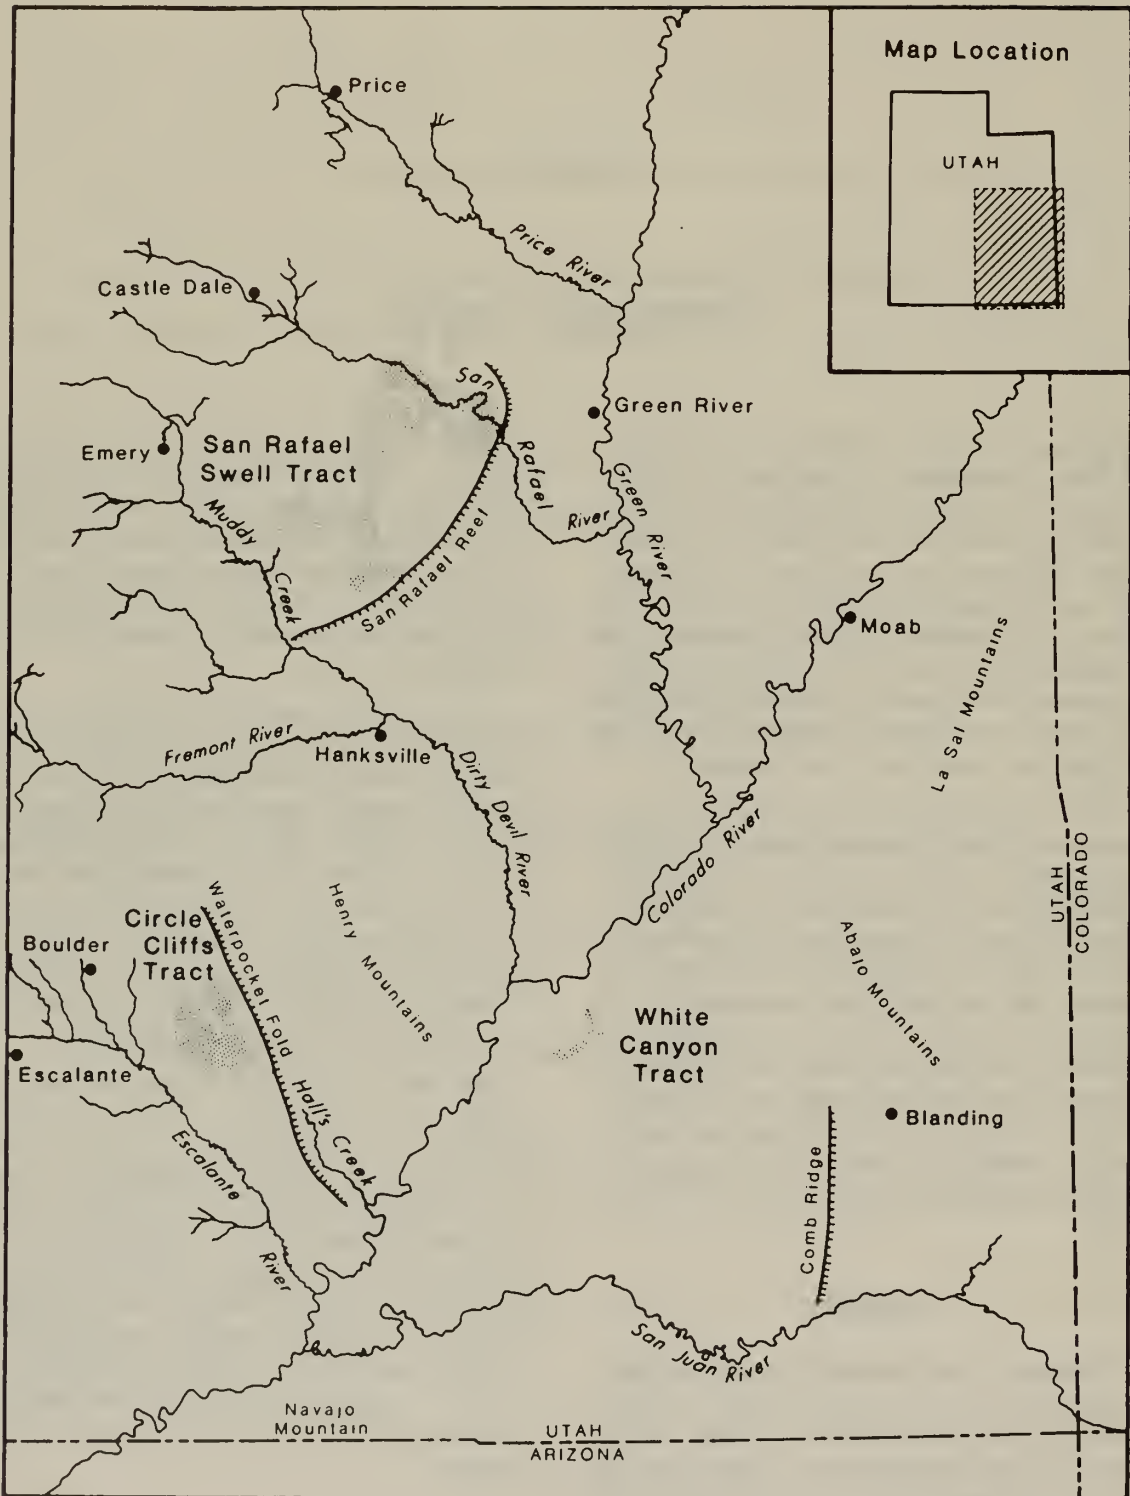 Map Location
UTAH
Price
Price River
Castle Dale
San
Rafael
River
Green River
Green River
Emery
San Rafael
Swell Tract
Muddy
Creek
San Rafael Reef
Moab
La Sal Mountains
Fremont River
Hanksville
Dirty Devil River
Colorado River
UTAH
COLORADO
Circle
Cliffs
Tract
Waterpocket Fold
Henry Mountains
Boulder
Abajo Mountains
White
Canyon
Tract
Escalante
Hall's Creek
Blanding
Escalante
River
Comb Ridge
San Juan River
Navajo
Mountain
UTAH
ARIZONA